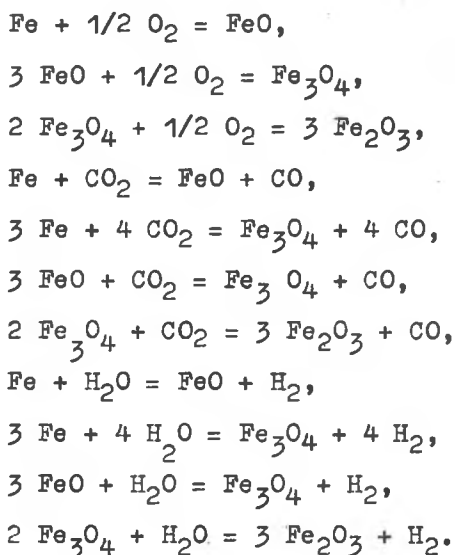 Fe + 1/2 O₂ = FeO,
3 FeO + 1/2 O₂ = Fe₃O₄,
2 Fe₃O₄ + 1/2 O₂ = 3 Fe₂O₃,
Fe + CO₂ = FeO + CO,
3 Fe + 4 CO₂ = Fe₃O₄ + 4 CO,
3 FeO + CO₂ = Fe₃ O₄ + CO,
2 Fe₃O₄ + CO₂ = 3 Fe₂O₃ + CO,
Fe + H₂O = FeO + H₂,
3 Fe + 4 H₂O = Fe₃O₄ + 4 H₂,
3 FeO + H₂O = Fe₃O₄ + H₂,
2 Fe₃O₄ + H₂O = 3 Fe₂O₃ + H₂.